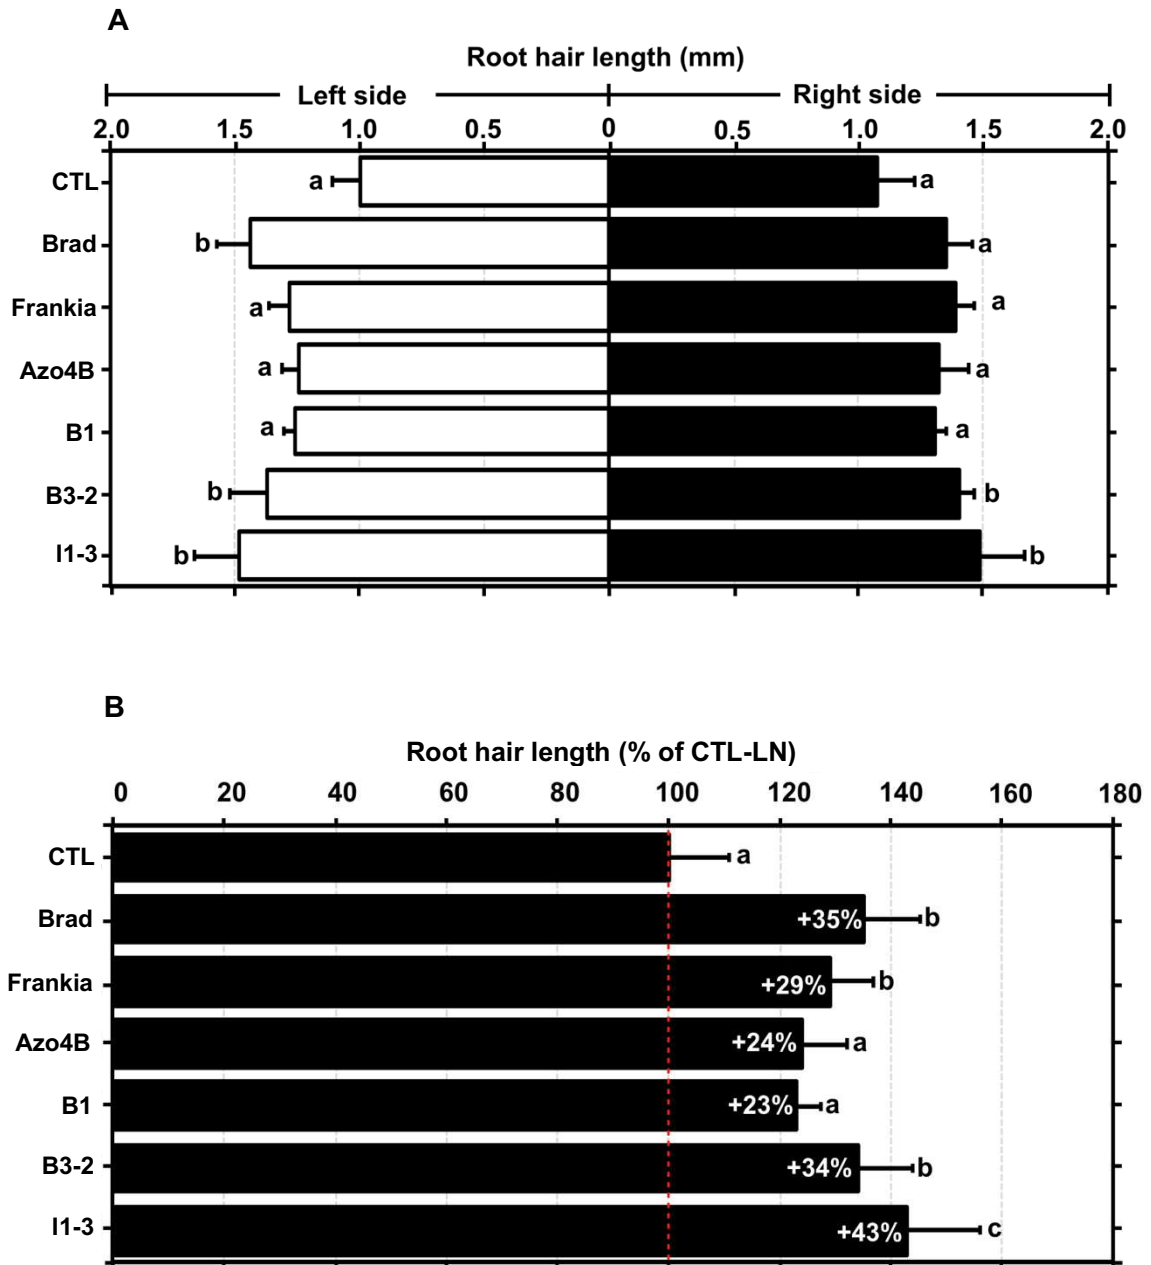 A
Root hair length (mm)
Left side Right side
2.0 1.5 1.0 0.5 0 0.5 1.0 1.5 2.0
CTL a a
Brad b a
Frankia a a
Azo4B a a
B1 a a
B3-2 b b
I1-3 b b
B
Root hair length (% of CTL-LN)
0 20 40 60 80 100 120 140 160 180
CTL a
Brad +35% b
Frankia +29% b
Azo4B +24% a
B1 +23% a
B3-2 +34% b
I1-3 +43% c